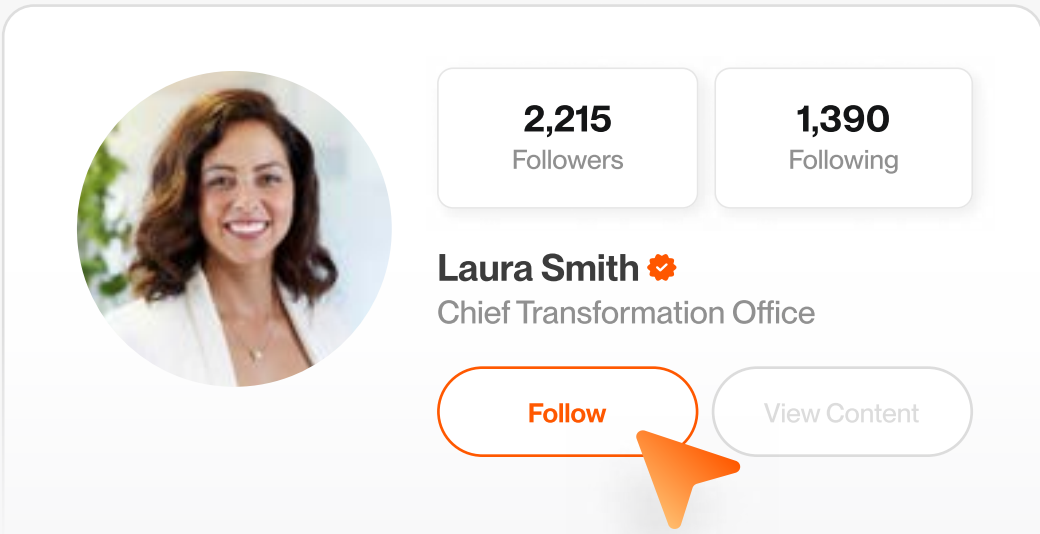 2,215
Followers
1,390
Following
Laura Smith
Chief Transformation Office
Follow
View Content